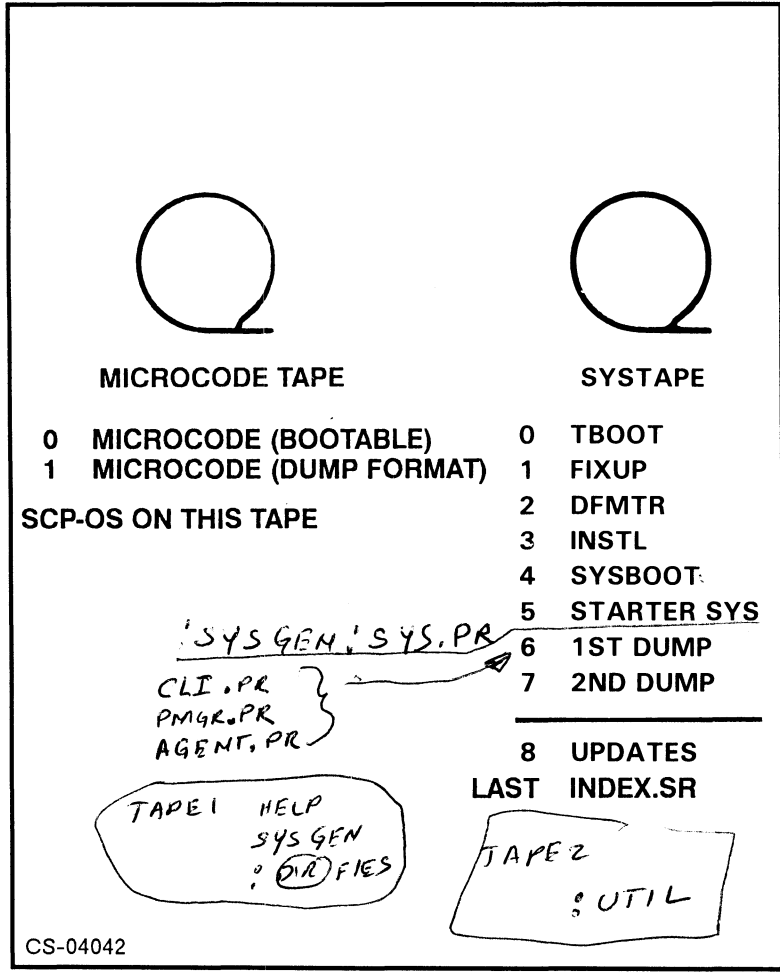 MICROCODE TAPE
0 MICROCODE (BOOTABLE)
1 MICROCODE (DUMP FORMAT)
SCP-OS ON THIS TAPE
SYSTAPE
0 TBOOT
1 FIXUP
2 DFMTR
3 INSTL
4 SYSBOOT
5 STARTER SYS
6 1ST DUMP
7 2ND DUMP
8 UPDATES
LAST INDEX.SR
:SYSGEN:SYS.PR
CLI.PR
PMGR.PR
AGENT.PR
TAPE1 HELP
SYSGEN
: DIR FIES
TAPE2
:UTIL
CS-04042